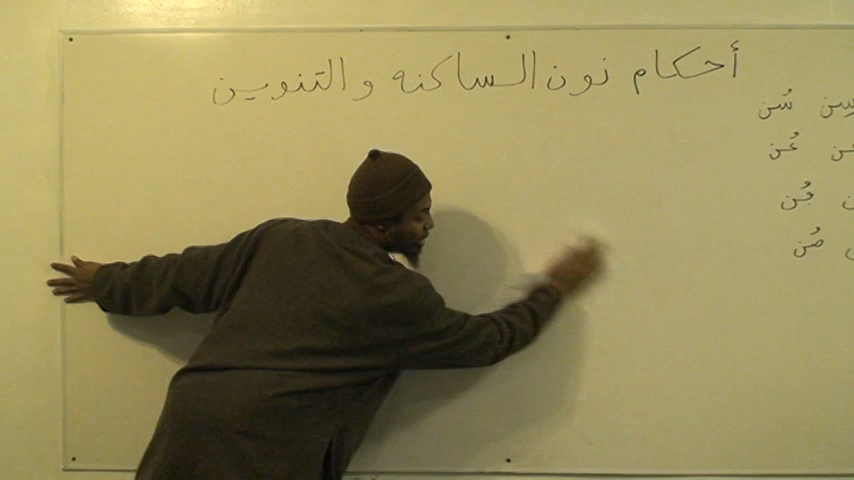 أحكام نون الساكنه والتنوين
سِن سُن
عُن
جُن
صُن